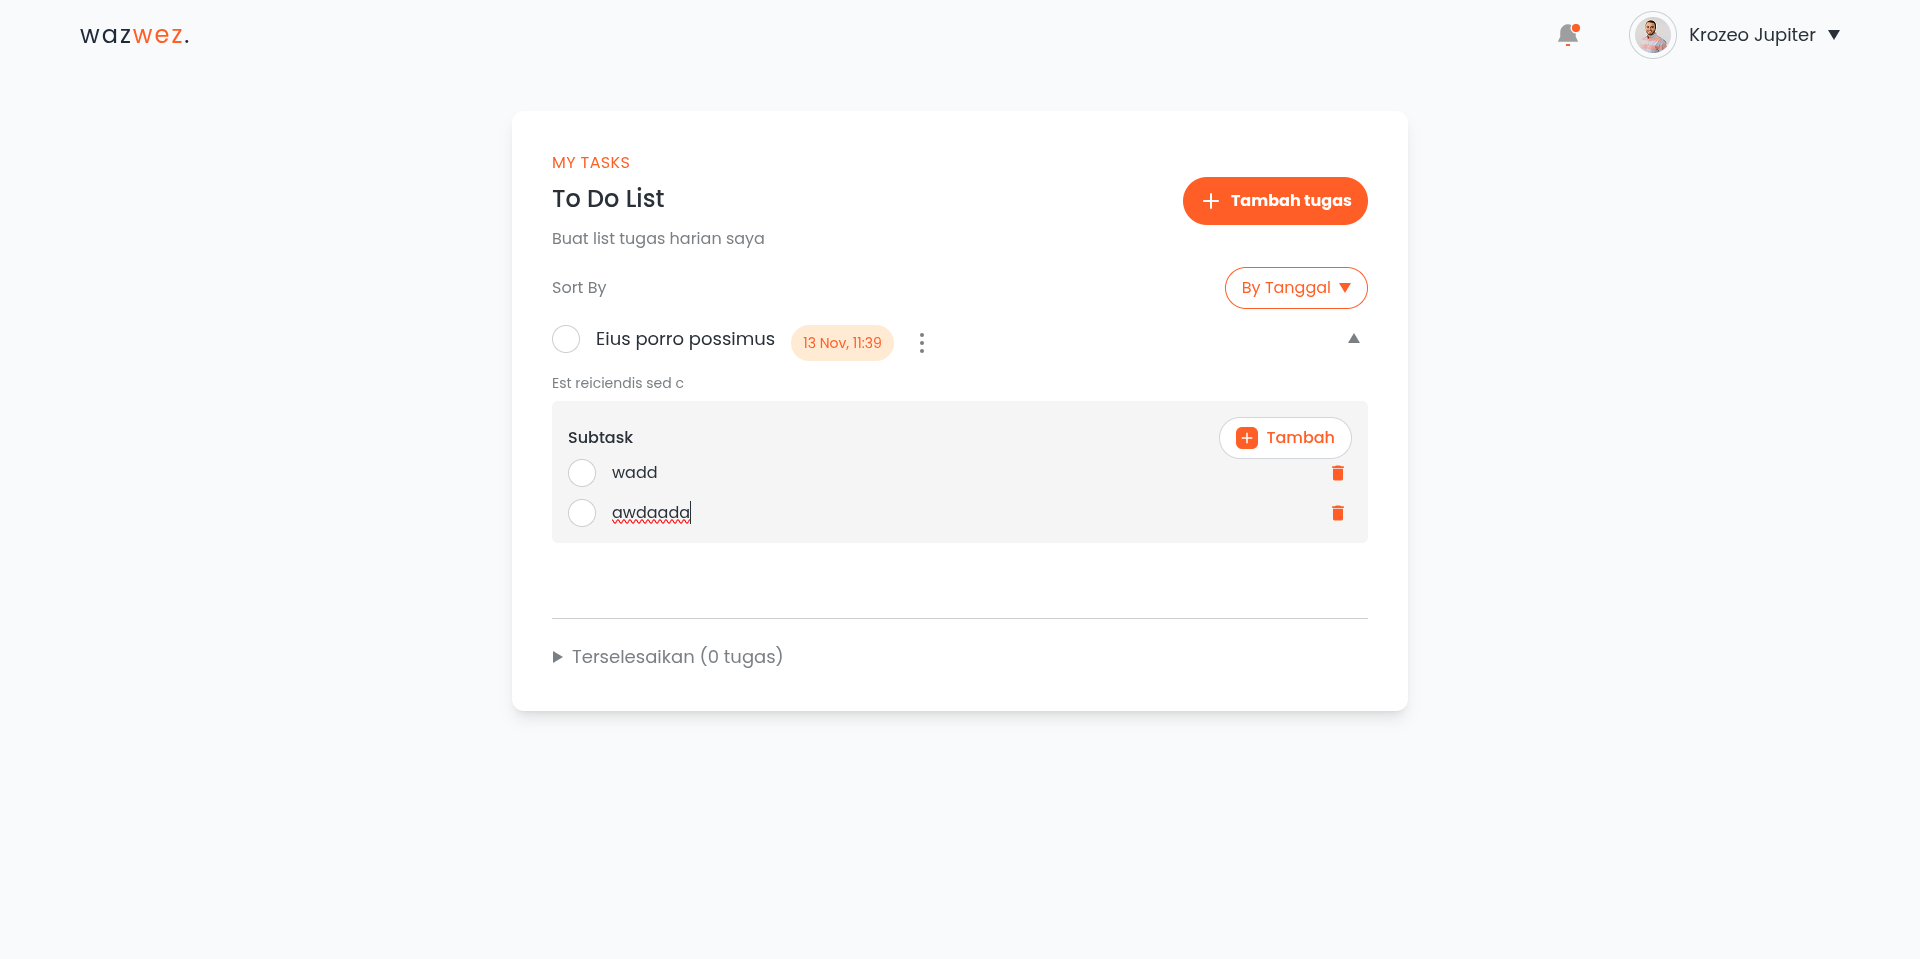 wazwez.
Krozeo Jupiter
MY TASKS
To Do List
Tambah tugas
Buat list tugas harian saya
Sort By
By Tanggal
Eius porro possimus
13 Nov, 11:39
Est reiciendis sed c
Subtask
Tambah
wadd
awdaada
Terselesaikan (0 tugas)